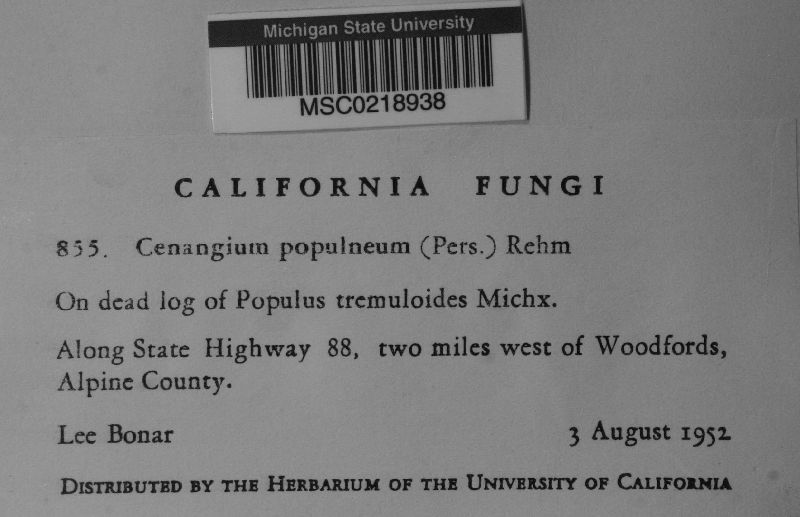 Michigan State University
MSC0218938
CALIFORNIA FUNGI
855. Cenangium populneum (Pers.) Rehm
On dead log of Populus tremuloides Michx.
Along State Highway 88, two miles west of Woodfords,
Alpine County.
Lee Bonar 3 August 1952
DISTRIBUTED BY THE HERBARIUM OF THE UNIVERSITY OF CALIFORNIA